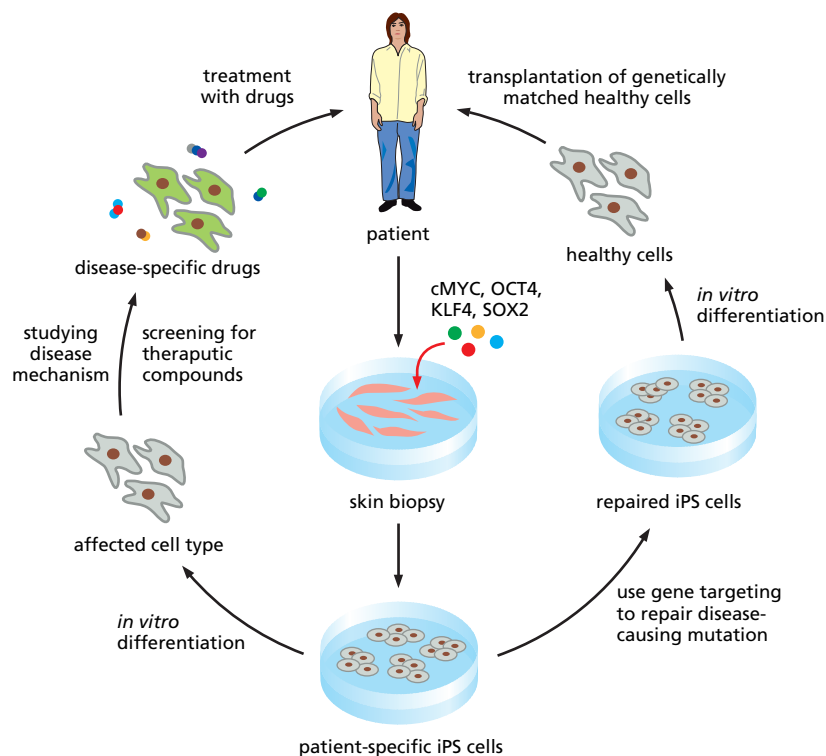 treatment
with drugs
transplantation of genetically
matched healthy cells
patient
disease-specific drugs
healthy cells
cMYC, OCT4,
KLF4, SOX2
in vitro
differentiation
studying
disease
mechanism
screening for
theraputic
compounds
skin biopsy
repaired iPS cells
affected cell type
use gene targeting
to repair disease-
causing mutation
in vitro
differentiation
patient-specific iPS cells